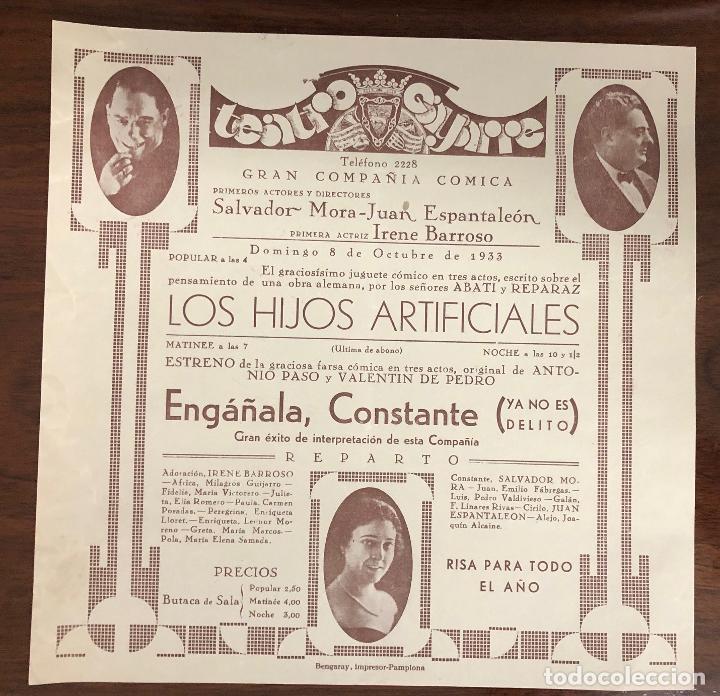 teatro Gayarre
Teléfono 2228
GRAN COMPAÑIA COMICA
PRIMEROS ACTORES Y DIRECTORES
Salvador Mora-Juan Espantaleón
PRIMERA ACTRIZ Irene Barroso
Domingo 8 de Octubre de 1933
POPULAR a las 4
El graciosísimo juguete cómico en tres actos, escrito sobre el
pensamiento de una obra alemana, por los señores ABATI y REPARAZ
LOS HIJOS ARTIFICIALES
MATINEE a las 7 (Ultima de abono) NOCHE a las 10 y 1|2
ESTRENO de la graciosa farsa cómica en tres actos, original de ANTO-
NIO PASO y VALENTIN DE PEDRO
Engáñala, Constante (YA NO ES DELITO)
Gran éxito de interpretación de esta Compañía
REPARTO
Adoración, IRENE BARROSO
—Africa, Milagros Guijarro—
Fidelia, María Victorero—Julie-
ta, Elia Romero—Paula, Carmen
Posadas.—Peregrina, Enriqueta
Lloret.—Enriqueta, Leonor Mo-
reno—Greta, María Marcos—
Pola, María Elena Samada.
Constante, SALVADOR MO-
RA—Juan, Emilio Fábregas.—
Luis, Pedro Valdivieso—Galán,
F. Linares Rivas—Cirilo, JUAN
ESPANTALEON—Alejo, Joa-
quín Alcaine.
PRECIOS
Butaca de Sala
Popular 2,50
Matinée 4,00
Noche 3,00
RISA PARA TODO
EL AÑO
Bengaray, impresor-Pamplona
todocoleccion